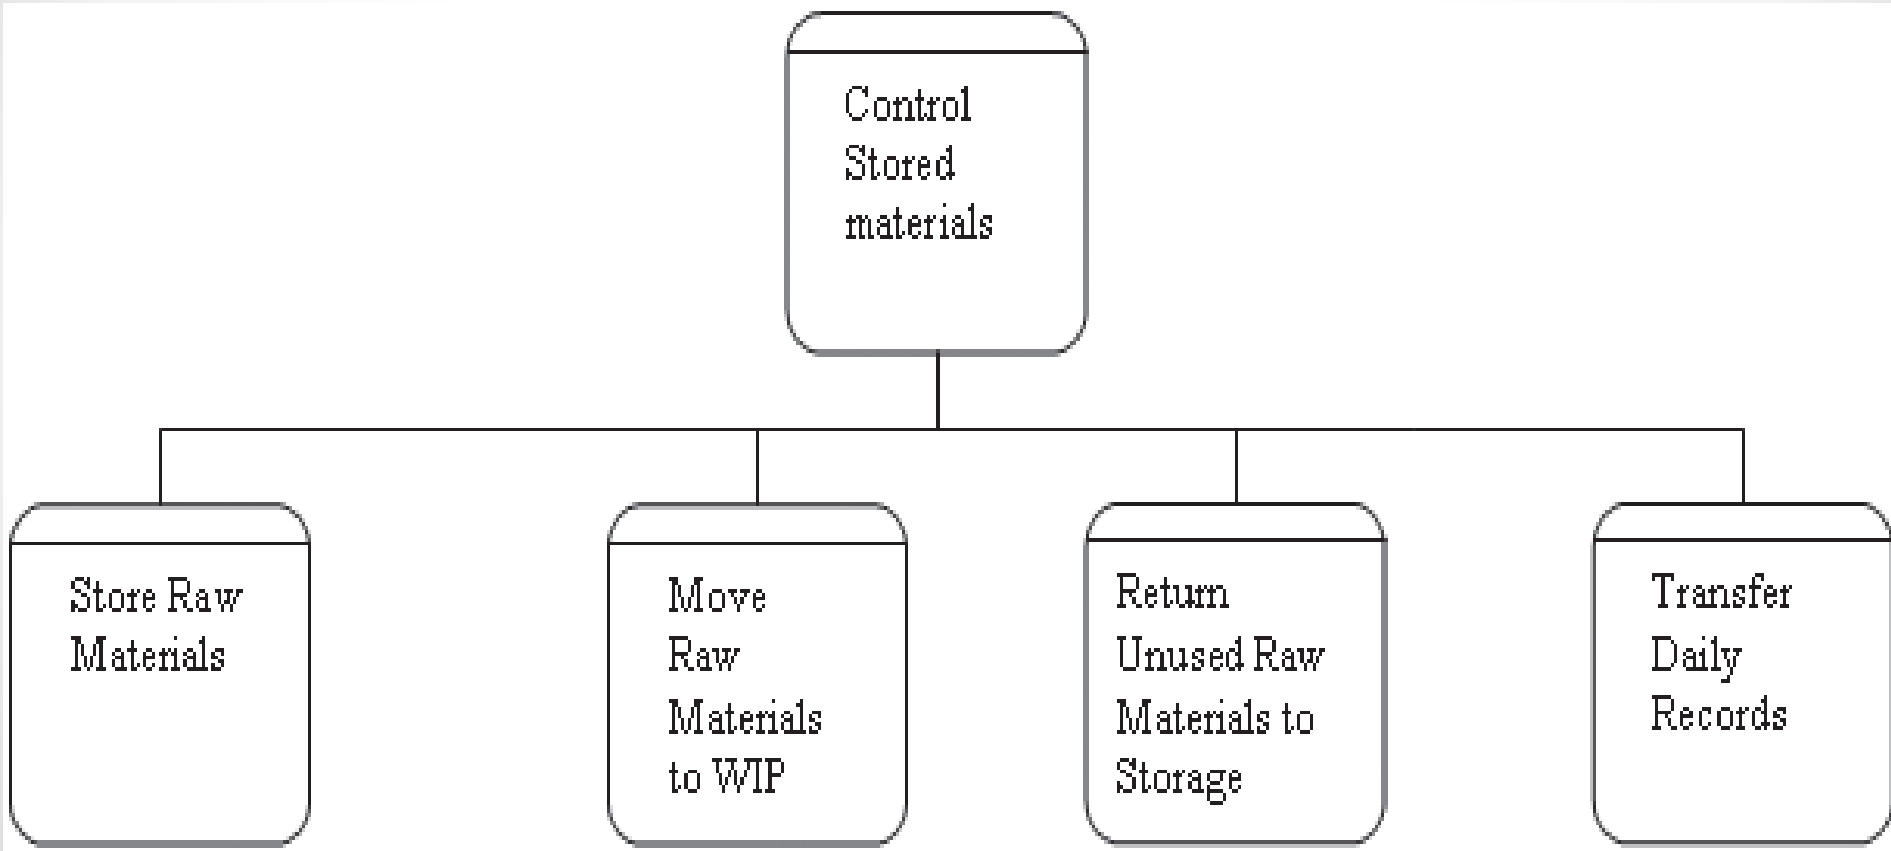 Control
Stored
materials
Store Raw
Materials
Move
Raw
Materials
to WIP
Return
Unused Raw
Materials to
Storage
Transfer
Daily
Records